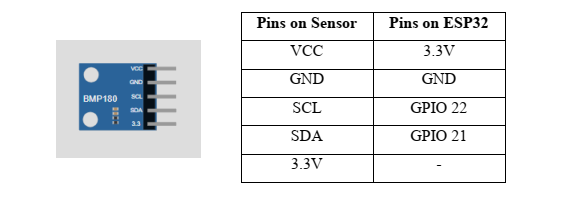 VCC
GND
SCL
BMP180
SDA
3.3
Pins on Sensor Pins on ESP32
VCC 3.3V
GND GND
SCL GPIO 22
SDA GPIO 21
3.3V -